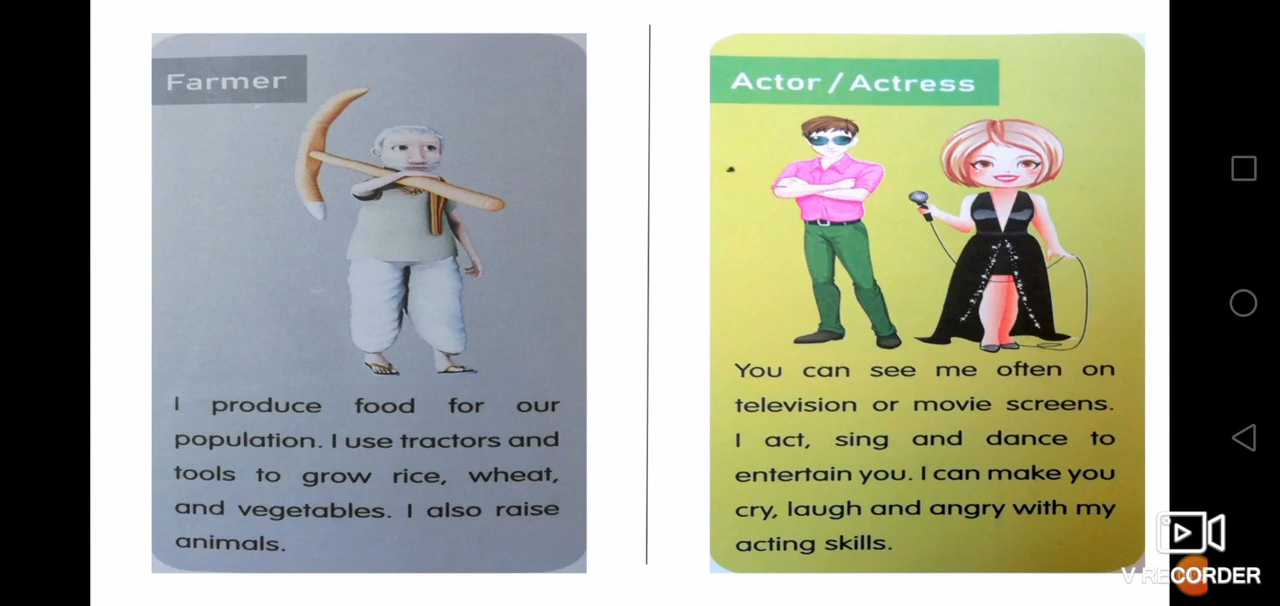 Farmer
I produce food for our
population. I use tractors and
tools to grow rice, wheat,
and vegetables. I also raise
animals.
Actor / Actress
You can see me often on
television or movie screens.
I act, sing and dance to
entertain you. I can make you
cry, laugh and angry with my
acting skills.
V RECORDER